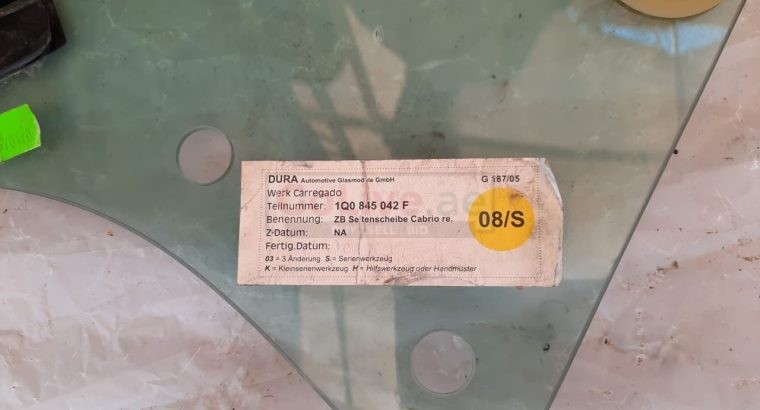 DURA Automotive Glasmodule GmbH G 187/05
Werk Carregado
Teilnummer: 1Q0 845 042 F
Benennung: ZB Seitenscheibe Cabrio re.
Z-Datum: NA
Fertig.Datum:
08/S
03 = 3 Änderung S = Serienwerkzeug
K = Kleinserienwerkzeug H = Hilfswerkzeug oder Handmuster